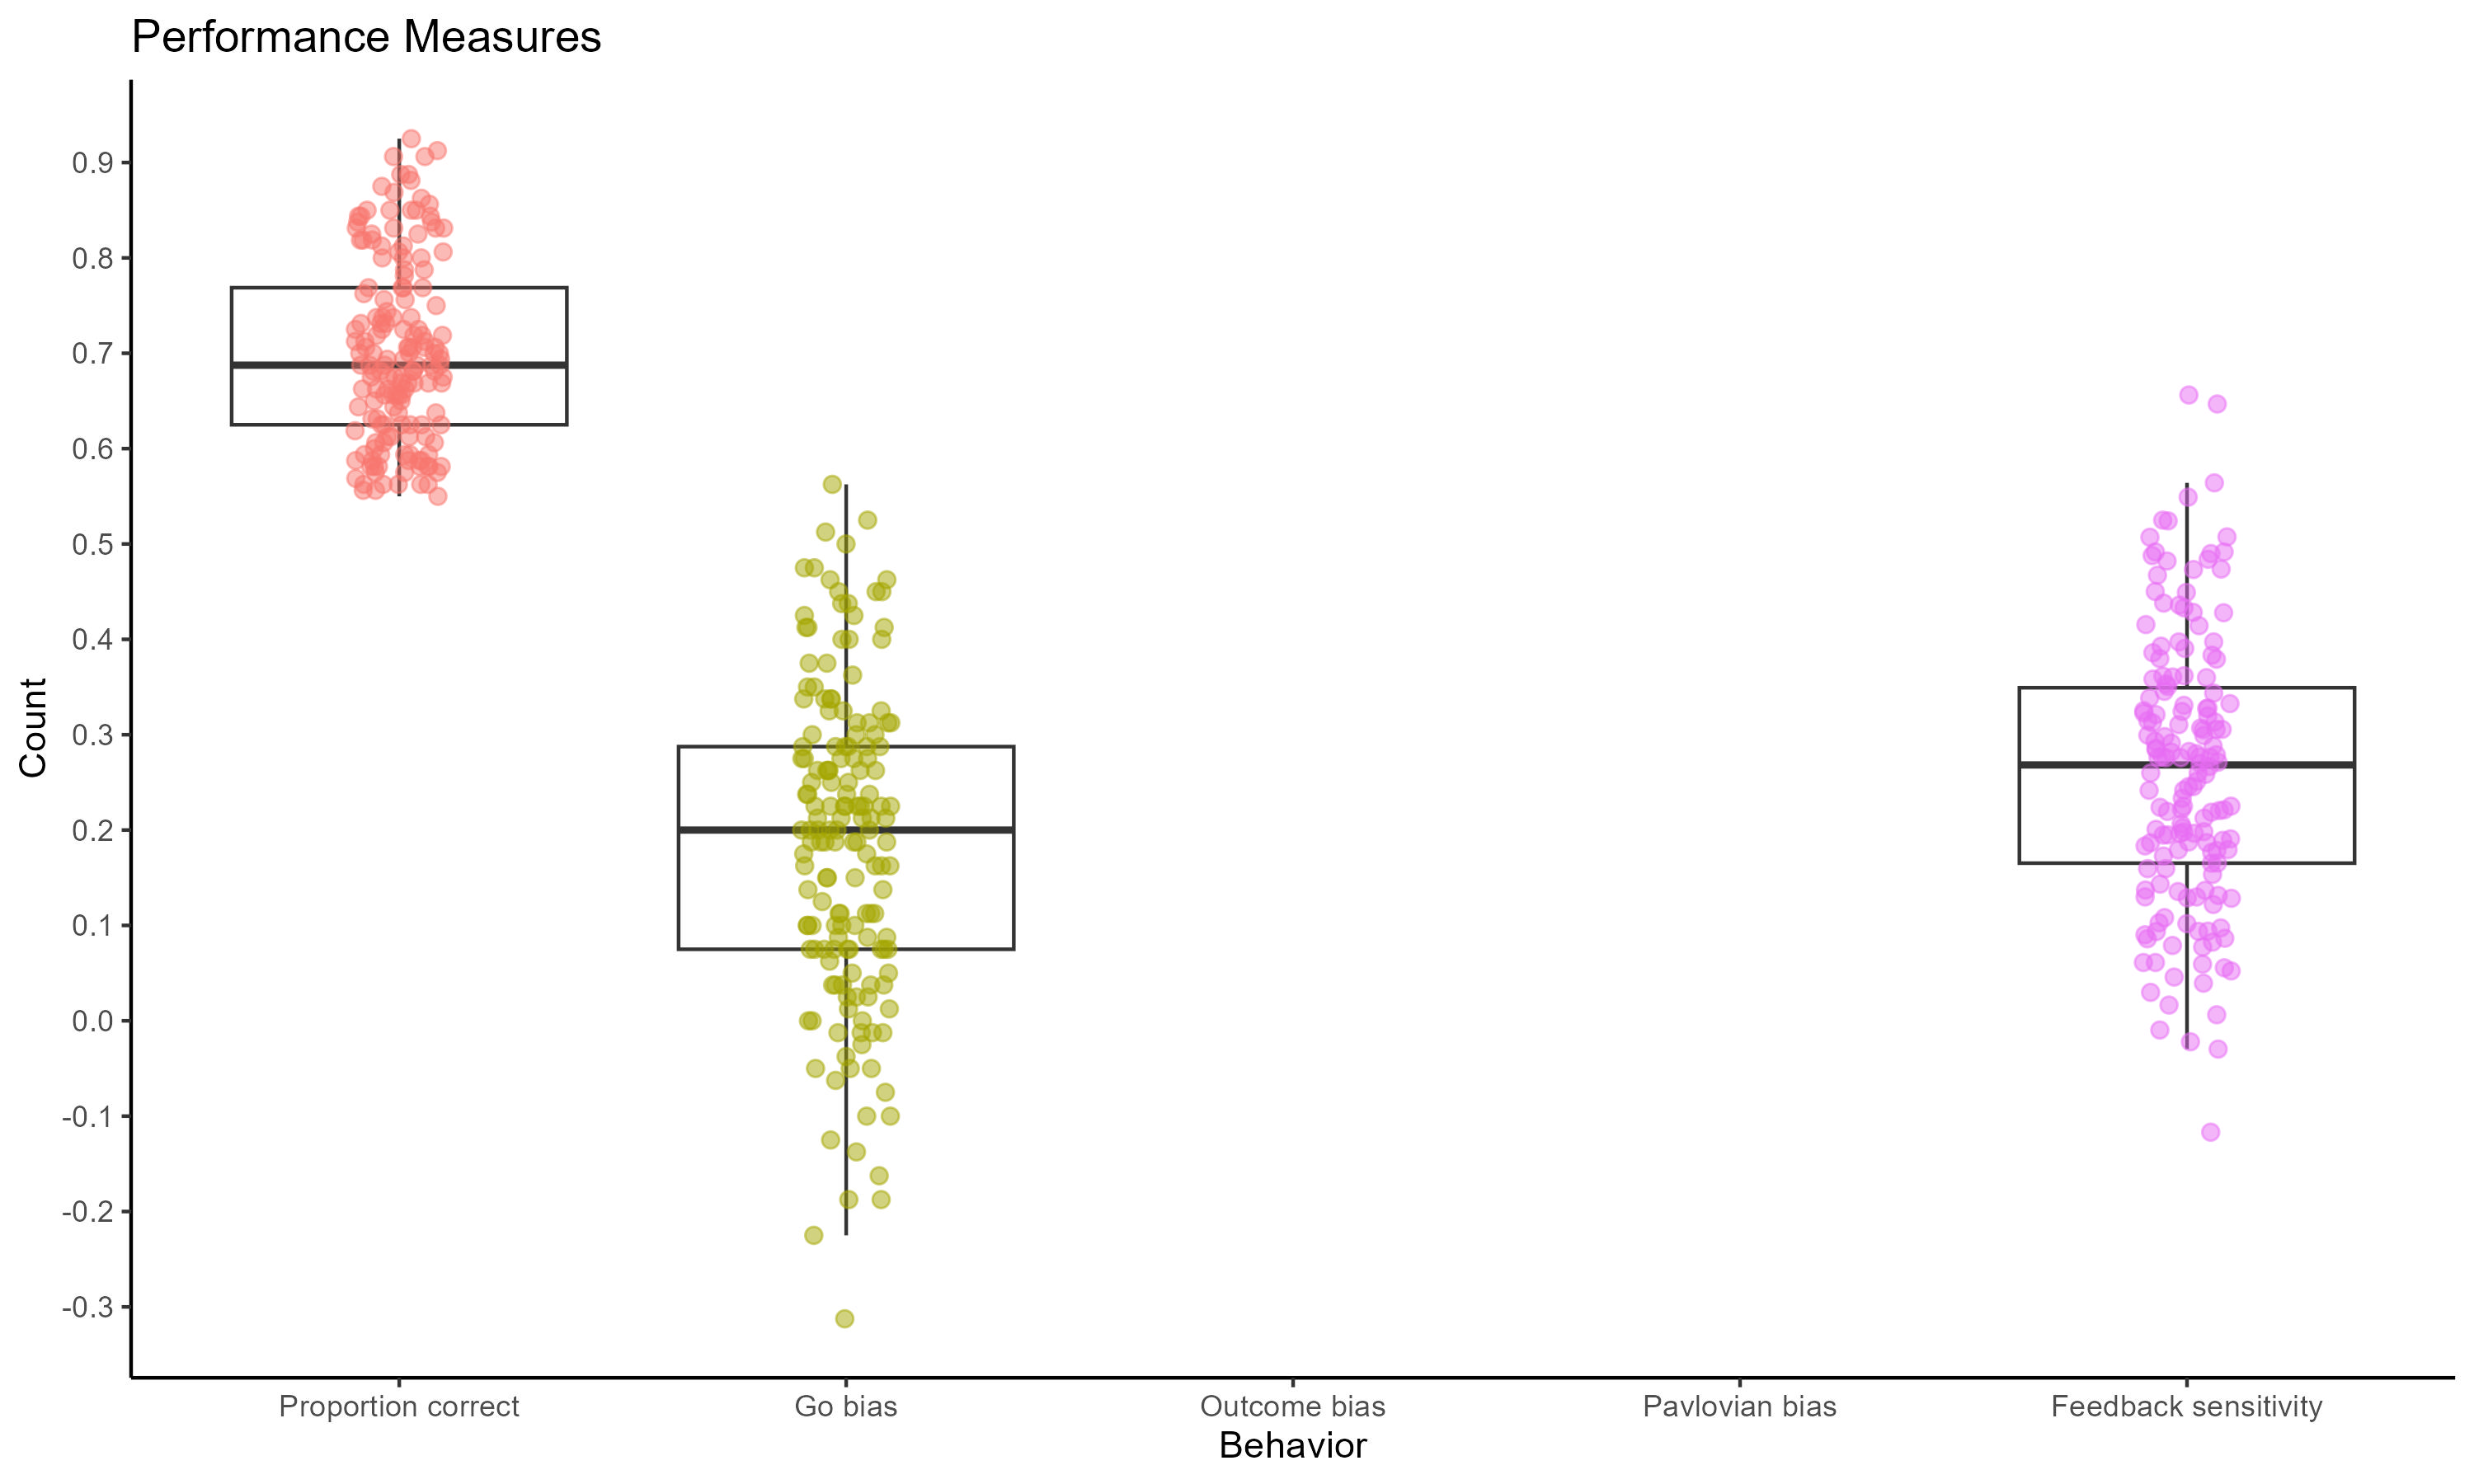 Performance Measures
Count
0.9
0.8
0.7
0.6
0.5
0.4
0.3
0.2
0.1
0.0
-0.1
-0.2
-0.3
Proportion correct
Go bias
Outcome bias
Pavlovian bias
Feedback sensitivity
Behavior